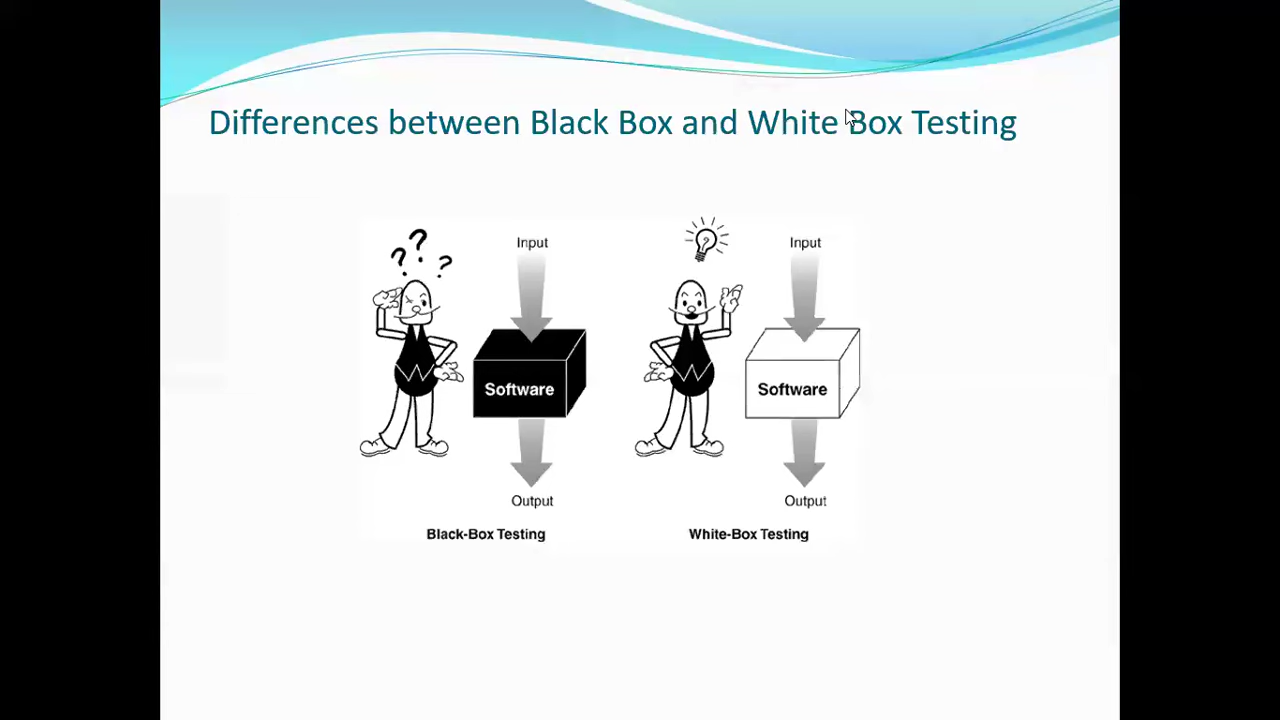 Differences between Black Box and White Box Testing
? ? ?
Input
Software
Output
Black-Box Testing
Input
Software
Output
White-Box Testing